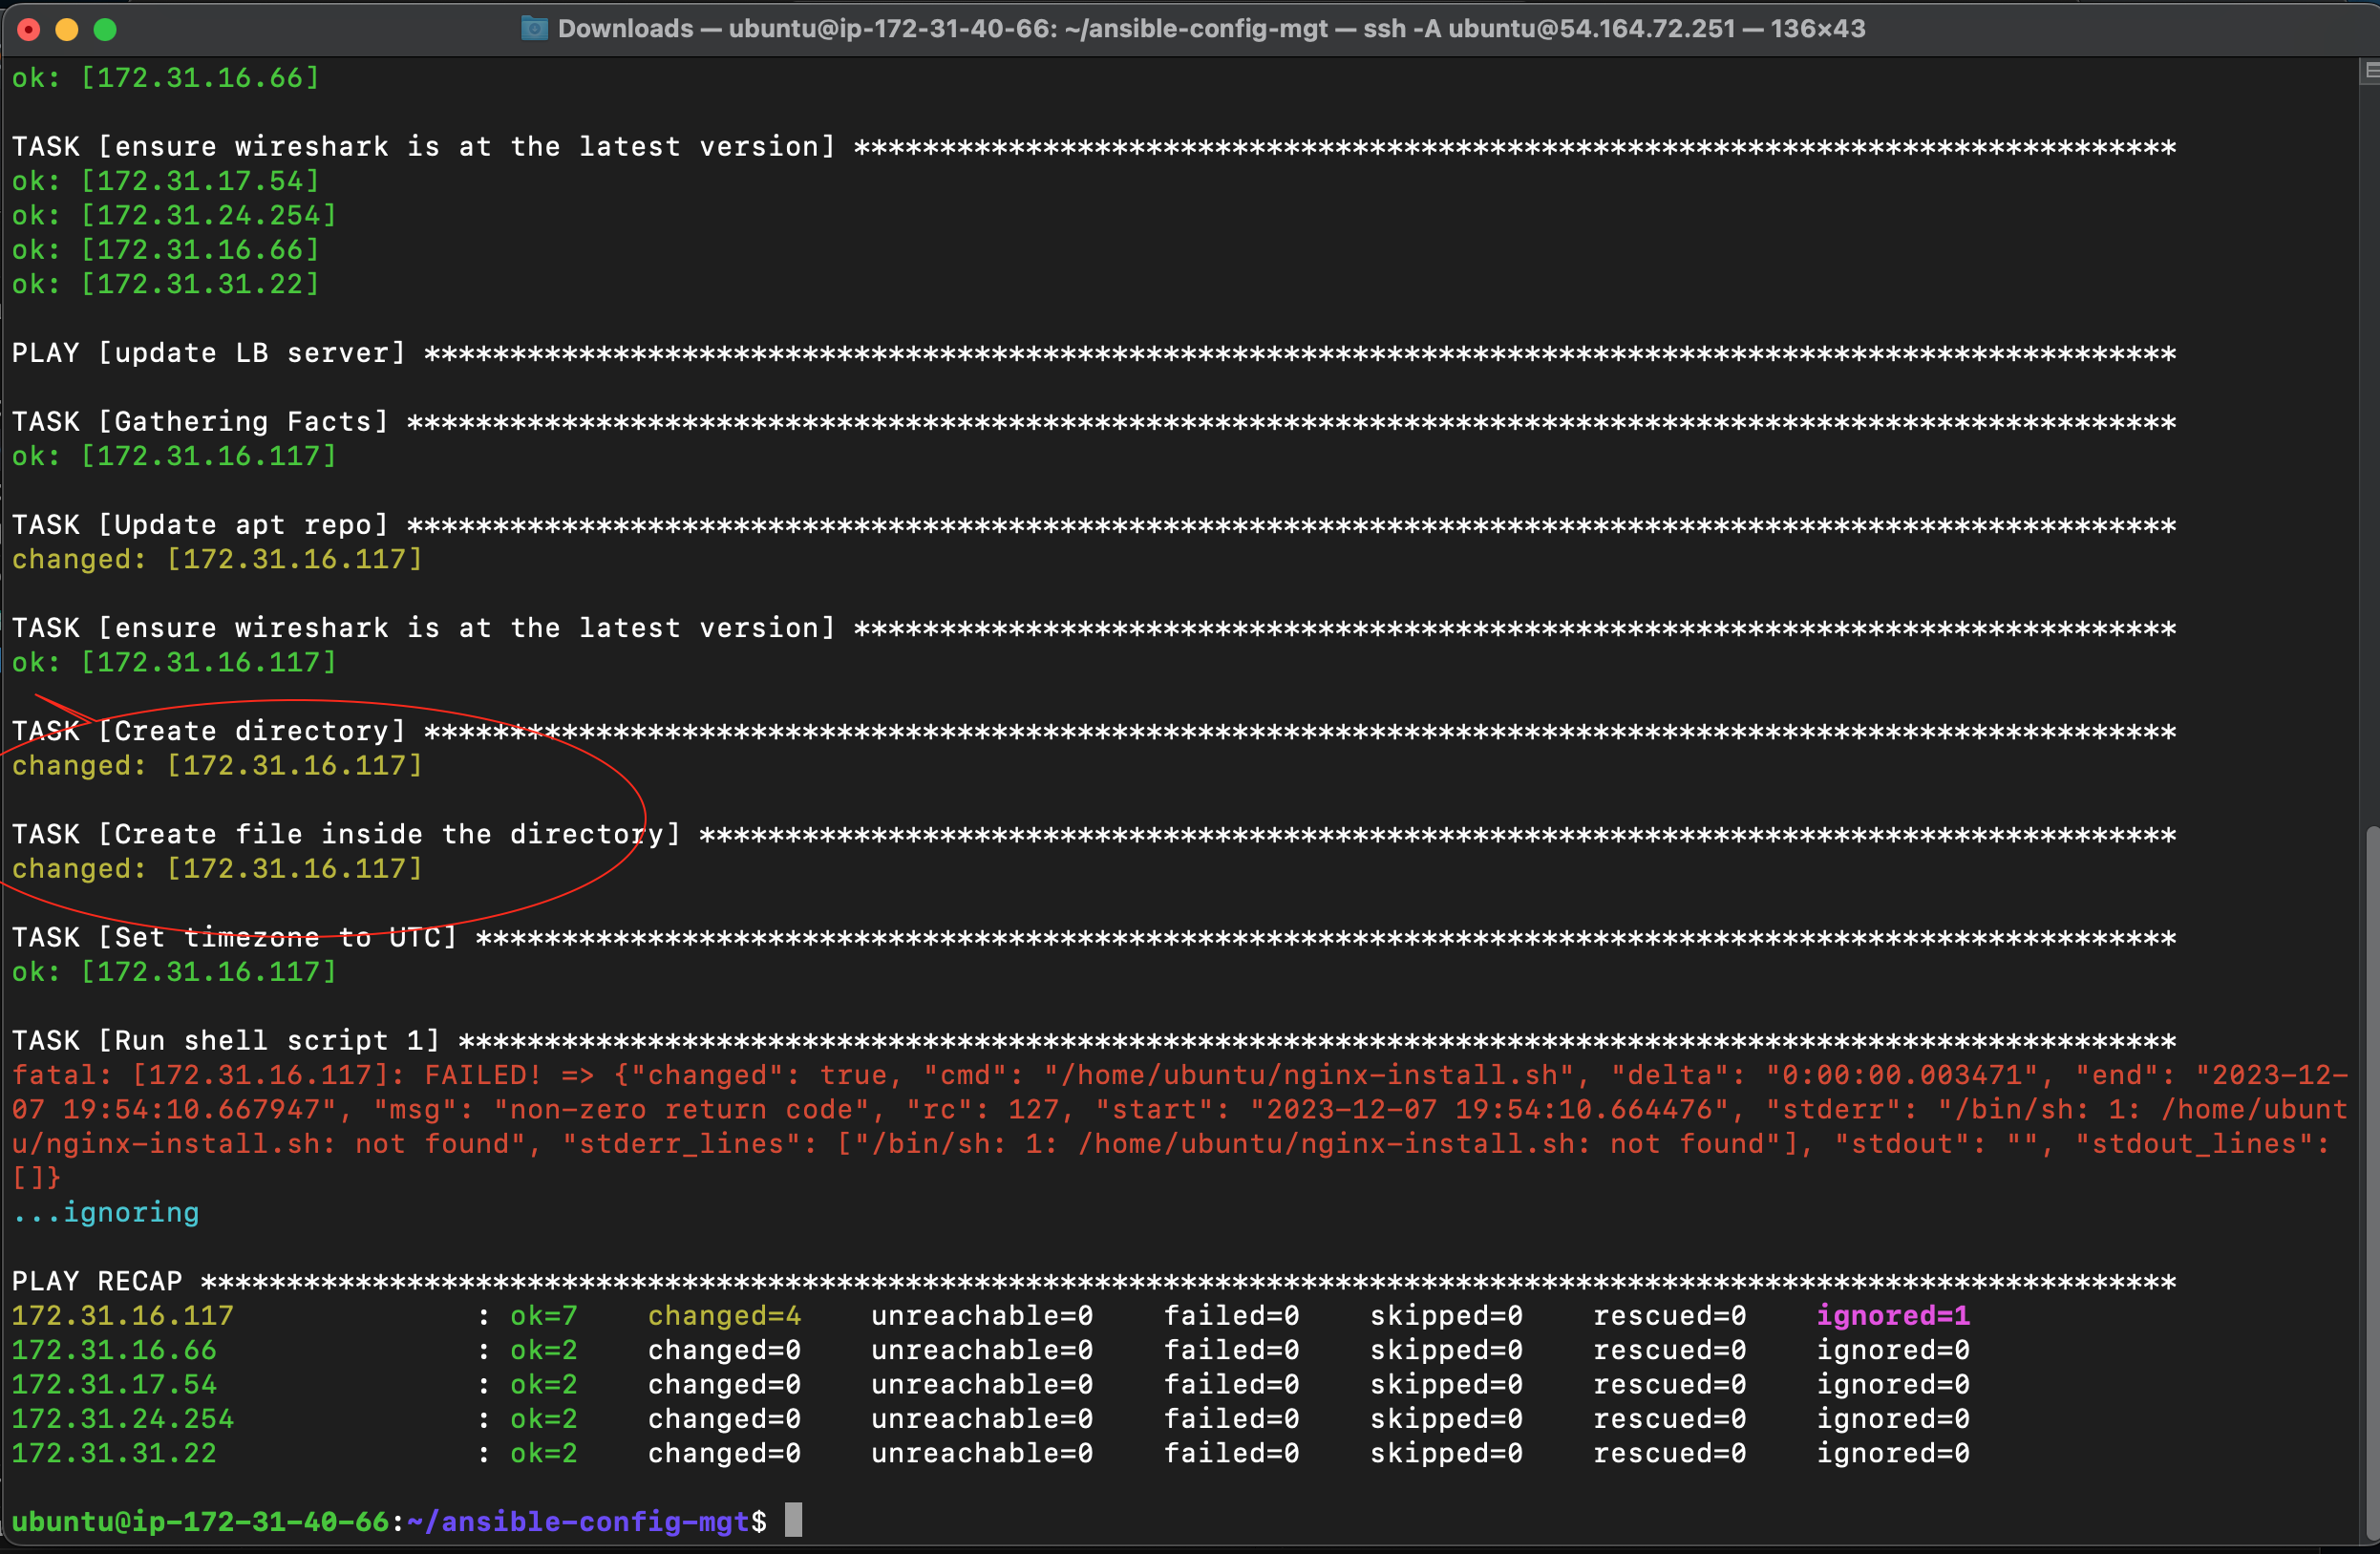 Downloads — ubuntu@ip-172-31-40-66: ~/ansible-config-mgt — ssh -A ubuntu@54.164.72.251 — 136×43
ok: [172.31.16.66]
TASK [ensure wireshark is at the latest version] *****************************************************************************
ok: [172.31.17.54]
ok: [172.31.24.254]
ok: [172.31.16.66]
ok: [172.31.31.22]
PLAY [update LB server] ******************************************************************************************************
TASK [Gathering Facts] *******************************************************************************************************
ok: [172.31.16.117]
TASK [Update apt repo] *******************************************************************************************************
changed: [172.31.16.117]
TASK [ensure wireshark is at the latest version] *****************************************************************************
ok: [172.31.16.117]
TASK [Create directory] ******************************************************************************************************
changed: [172.31.16.117]
TASK [Create file inside the directory] **************************************************************************************
changed: [172.31.16.117]
TASK [Set timezone to UTC] ***************************************************************************************************
ok: [172.31.16.117]
TASK [Run shell script 1] ****************************************************************************************************
fatal: [172.31.16.117]: FAILED! => {"changed": true, "cmd": "/home/ubuntu/nginx-install.sh", "delta": "0:00:00.003471", "end": "2023-12-
07 19:54:10.667947", "msg": "non-zero return code", "rc": 127, "start": "2023-12-07 19:54:10.664476", "stderr": "/bin/sh: 1: /home/ubunt
u/nginx-install.sh: not found", "stderr_lines": ["/bin/sh: 1: /home/ubuntu/nginx-install.sh: not found"], "stdout": "", "stdout_lines":
[]}
...ignoring
PLAY RECAP *******************************************************************************************************************
172.31.16.117 : ok=7 changed=4 unreachable=0 failed=0 skipped=0 rescued=0 ignored=1
172.31.16.66 : ok=2 changed=0 unreachable=0 failed=0 skipped=0 rescued=0 ignored=0
172.31.17.54 : ok=2 changed=0 unreachable=0 failed=0 skipped=0 rescued=0 ignored=0
172.31.24.254 : ok=2 changed=0 unreachable=0 failed=0 skipped=0 rescued=0 ignored=0
172.31.31.22 : ok=2 changed=0 unreachable=0 failed=0 skipped=0 rescued=0 ignored=0
ubuntu@ip-172-31-40-66:~/ansible-config-mgt$